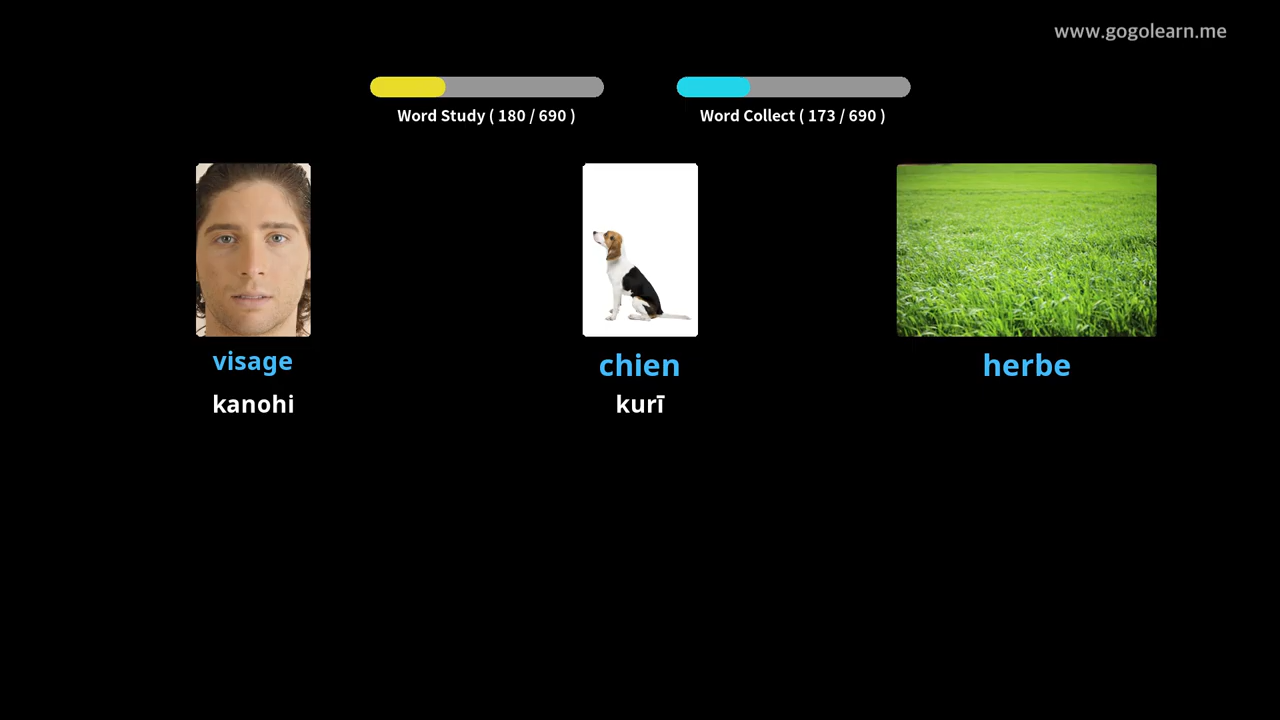 www.gogolearn.me
Word Study ( 180 / 690 )
Word Collect ( 173 / 690 )
visage
kanohi
chien
kurī
herbe